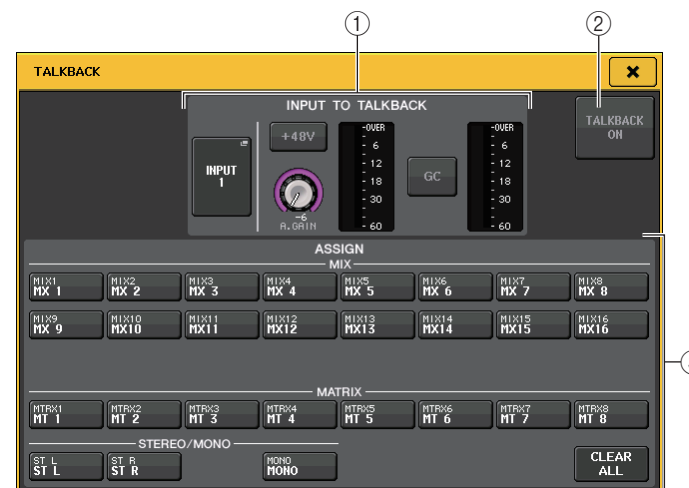 1 2
TALKBACK
INPUT TO TALKBACK
TALKBACK ON
INPUT 1
+48V
-6
A.GAIN
-OVER
- 6
- 12
- 18
- 30
- 60
GC
-OVER
- 6
- 12
- 18
- 30
- 60
ASSIGN
MIX
MIX1 MIX2 MIX3 MIX4 MIX5 MIX6 MIX7 MIX8
MX 1 MX 2 MX 3 MX 4 MX 5 MX 6 MX 7 MX 8
MIX9 MIX10 MIX11 MIX12 MIX13 MIX14 MIX15 MIX16
MX 9 MX10 MX11 MX12 MX13 MX14 MX15 MX16
MATRIX
MTRX1 MTRX2 MTRX3 MTRX4 MTRX5 MTRX6 MTRX7 MTRX8
MT 1 MT 2 MT 3 MT 4 MT 5 MT 6 MT 7 MT 8
STEREO/MONO
ST L ST R MONO
ST L ST R MONO
CLEAR ALL